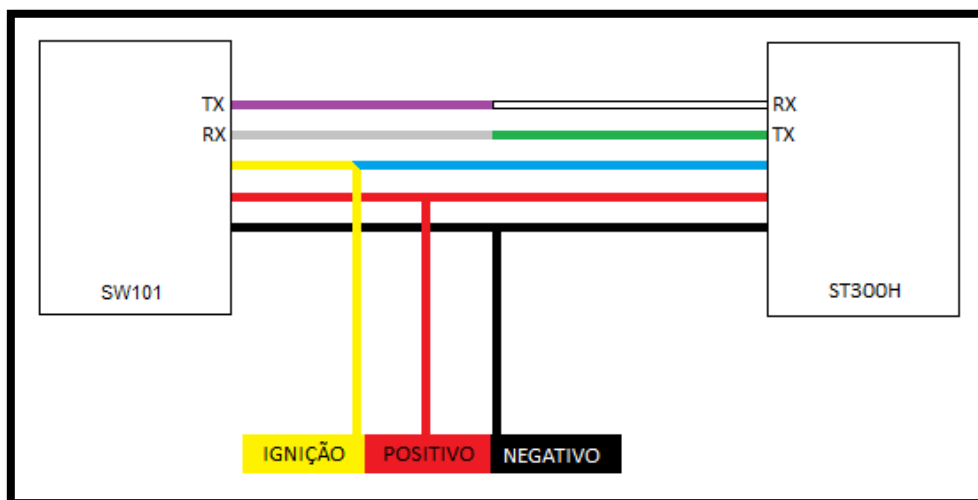 TX RX
RX TX
SW101 ST300H
IGNIÇÃO POSITIVO NEGATIVO